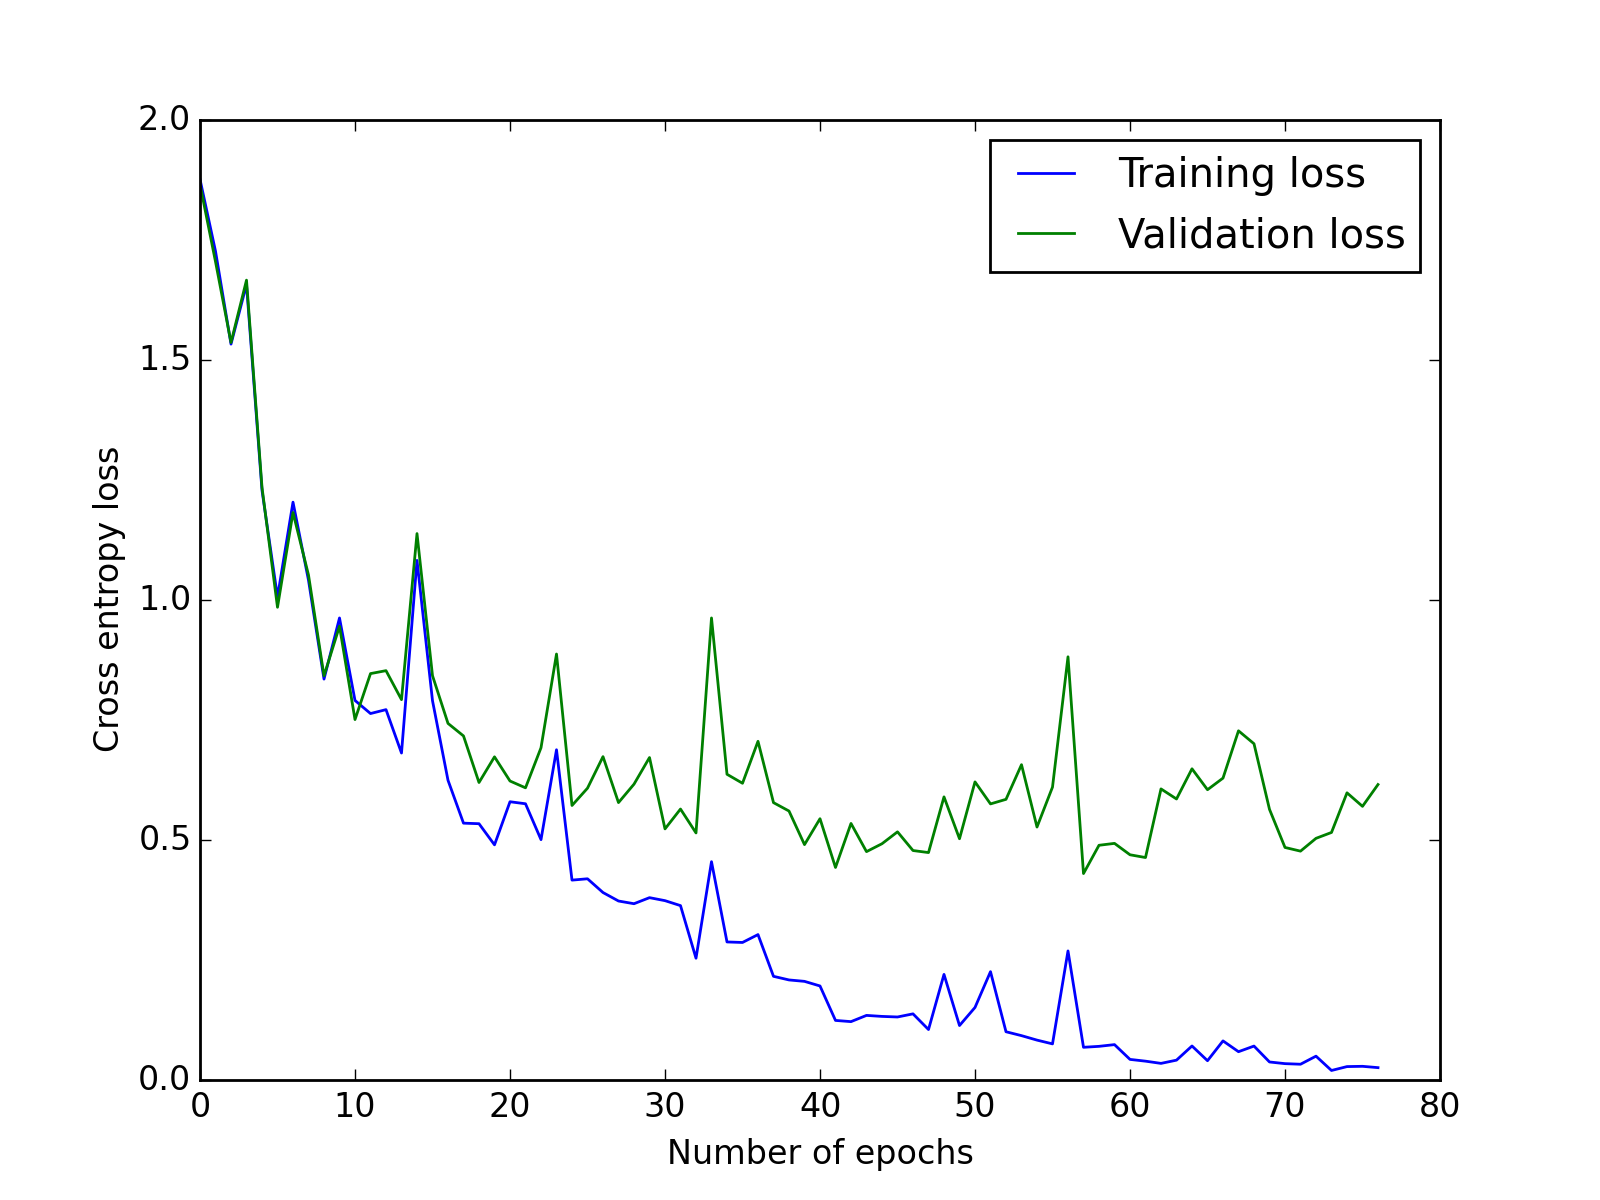 2.0
1.5
1.0
0.5
0.0
Cross entropy loss
Training loss
Validation loss
0 10 20 30 40 50 60 70 80
Number of epochs